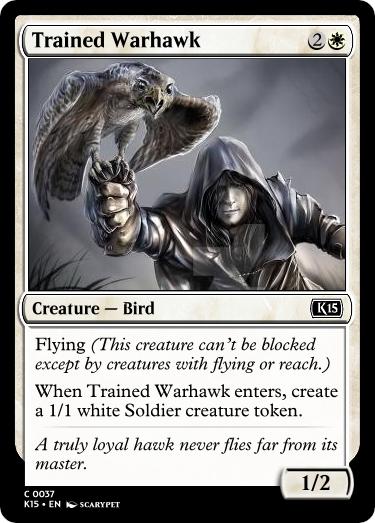 Trained Warhawk 2
Creature — Bird K15
Flying (This creature can't be blocked
except by creatures with flying or reach.)
When Trained Warhawk enters, create
a 1/1 white Soldier creature token.
A truly loyal hawk never flies far from its
master.
1/2
C 0037
K15 • EN SCARYPET